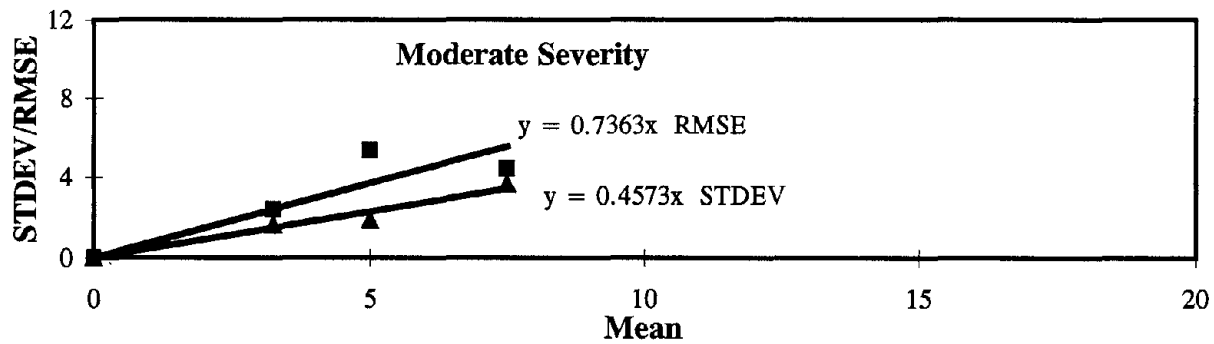 12
Moderate Severity
8
y = 0.7363x RMSE
4
y = 0.4573x STDEV
0
STDEV/RMSE
0 5 10 15 20
Mean